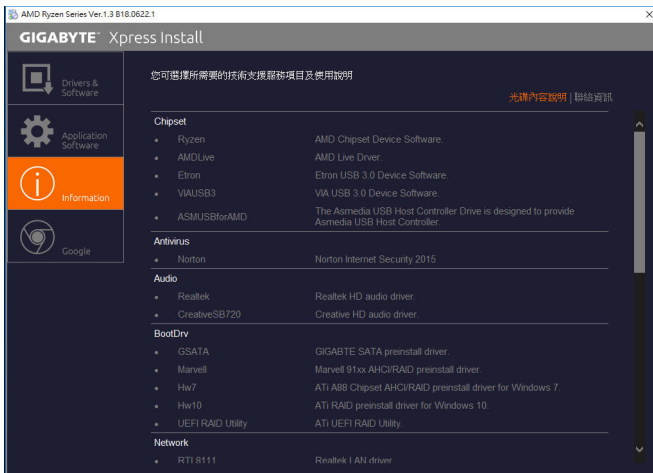 AMD Ryzen Series Ver.1.3 B18.0622.1
GIGABYTE™ Xpress Install
Drivers &
Software
Application
Software
Information
Google
您可選擇所需要的技術支援服務項目及使用說明
光碟內容說明 | 聯絡資訊
Chipset
• Ryzen AMD Chipset Device Software.
• AMDLive AMD Live Drver.
• Etron Etron USB 3.0 Device Software.
• VIAUSB3 VIA USB 3.0 Device Software.
• ASMUSBforAMD The Asmedia USB Host Controller Drive is designed to provide
Asmedia USB Host Controller.
Antivirus
• Norton Norton Internet Security 2015
Audio
• Realtek Realtek HD audio driver.
• CreativeSB720 Creative HD audio driver.
BootDrv
• GSATA GIGABTE SATA preinstall driver.
• Marvell Marvell 91xx AHCI/RAID preinstall driver.
• Hw7 ATi A88 Chipset AHCI/RAID preinstall driver for Windows 7.
• Hw10 ATi RAID preinstall driver for Windows 10.
• UEFI RAID Utility ATi UEFI RAID Utility.
Network
• RTL8111 Realtek LAN driver